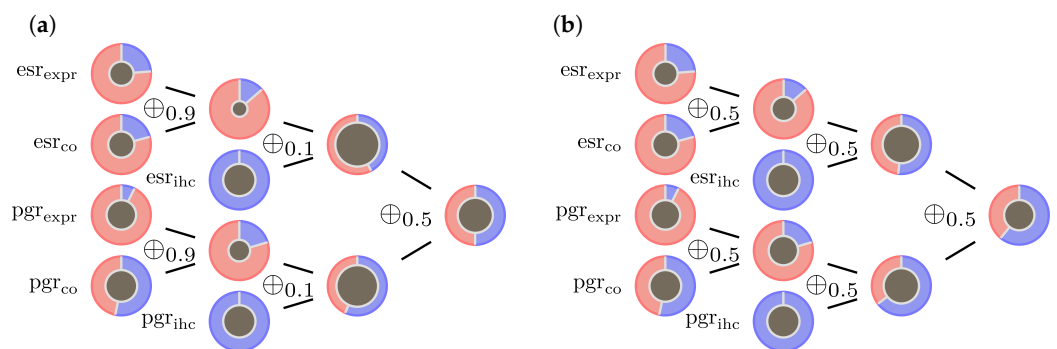 (a)
esr_expr
⊕0.9
esr_co
⊕0.1
esr_ihc
pgr_expr
⊕0.5
⊕0.9
pgr_co
⊕0.1
pgr_ihc
(b)
esr_expr
⊕0.5
esr_co
⊕0.5
esr_ihc
pgr_expr
⊕0.5
⊕0.5
pgr_co
⊕0.5
pgr_ihc